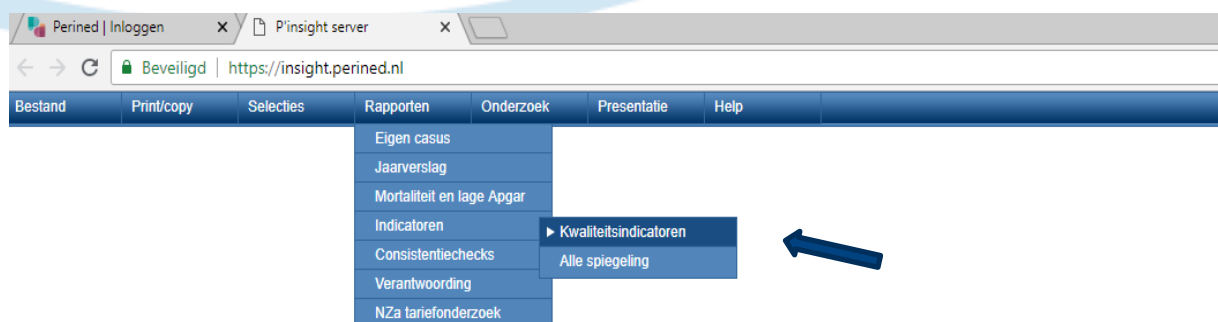 Perined | Inloggen x P'insight server x
Beveiligd | https://insight.perined.nl
Bestand Print/copy Selecties Rapporten Onderzoek Presentatie Help
Eigen casus
Jaarverslag
Mortaliteit en lage Apgar
Indicatoren
Kwaliteitsindicatoren
Consistentiechecks
Alle spiegeling
Verantwoording
NZa tariefonderzoek